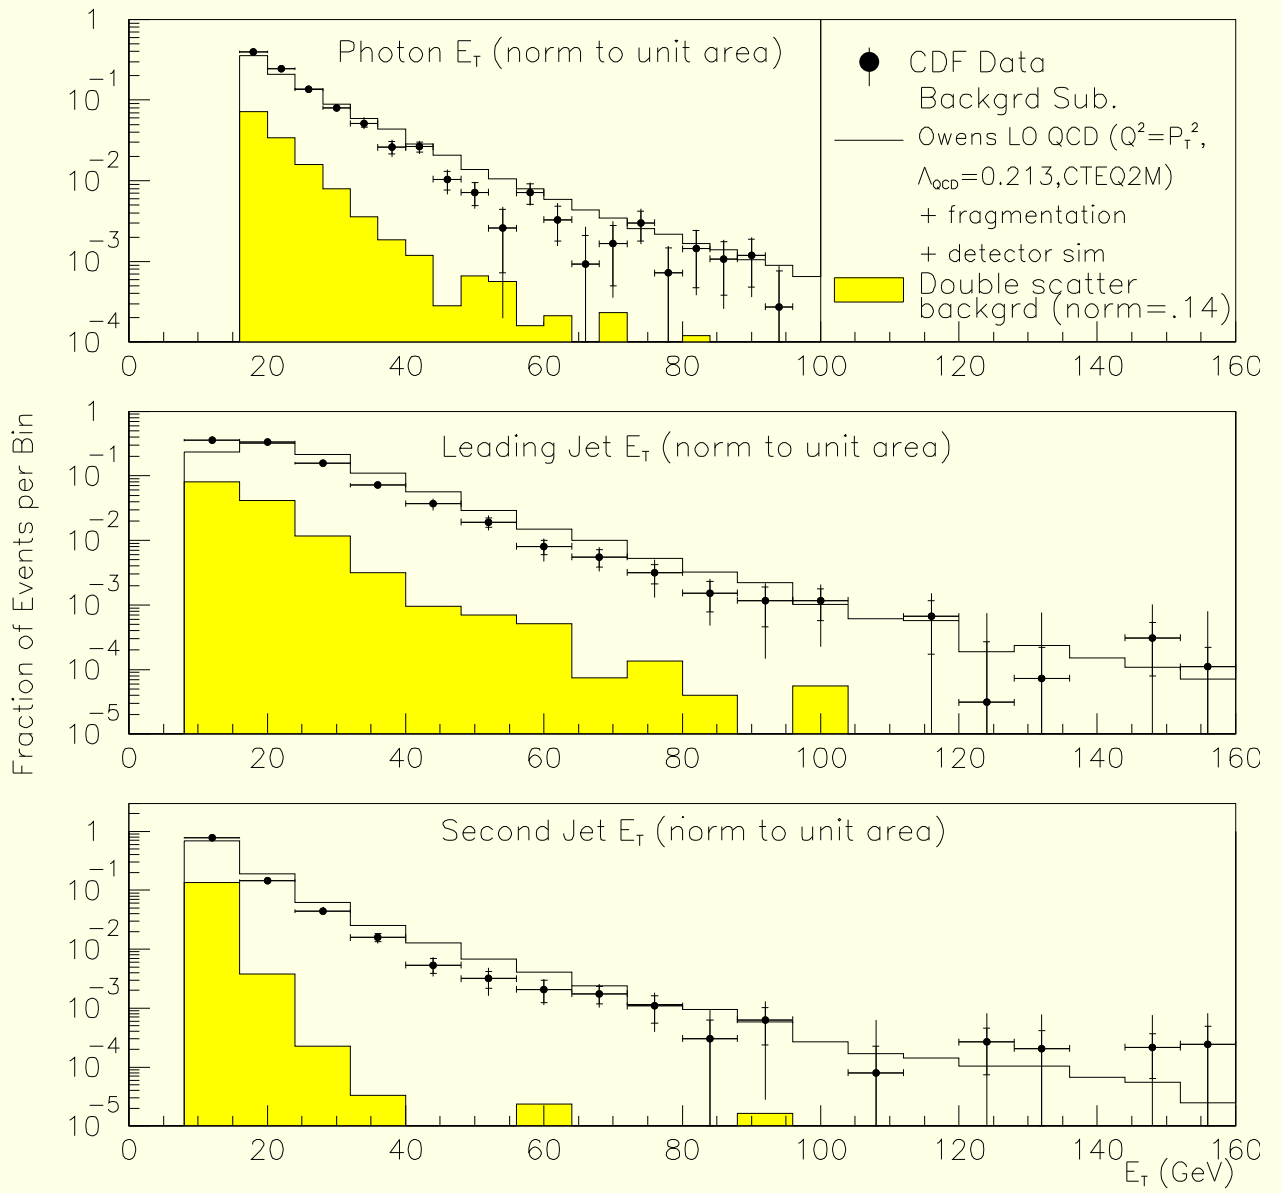 Photon E_T (norm to unit area)
CDF Data
Backgrd Sub.
Owens LO QCD (Q²=P_T²,
Λ_QCD=0.213,CTEQ2M)
+ fragmentation
+ detector sim
Double scatter
backgrd (norm=.14)
1
10⁻¹
10⁻²
10⁻³
10⁻⁴
0 20 40 60 80 100 120 140 160
Fraction of Events per Bin
Leading Jet E_T (norm to unit area)
1
10⁻¹
10⁻²
10⁻³
10⁻⁴
10⁻⁵
0 20 40 60 80 100 120 140 160
Second Jet E_T (norm to unit area)
1
10⁻¹
10⁻²
10⁻³
10⁻⁴
10⁻⁵
0 20 40 60 80 100 120 140 160
E_T (GeV)